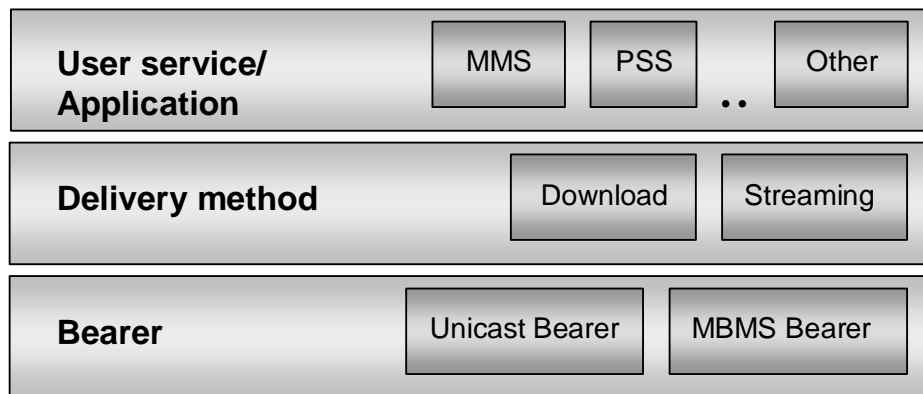 User service/
Application
MMS
PSS
..
Other
Delivery method
Download
Streaming
Bearer
Unicast Bearer
MBMS Bearer